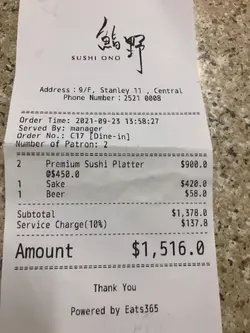 鮨野
SUSHI ONO
Address：9/F, Stanley 11 , Central
Phone Number：2521 0008
Order Time: 2021-09-23 13:58:27
Served By: manager
Order No.: C17 [Dine-in]
Number of Patron: 2
2 Premium Sushi Platter $900.0
@$450.0
1 Sake $420.0
1 Beer $58.0
Subtotal $1,378.0
Service Charge(10%) $137.8
Amount $1,516.0
Thank You
Powered by Eats365